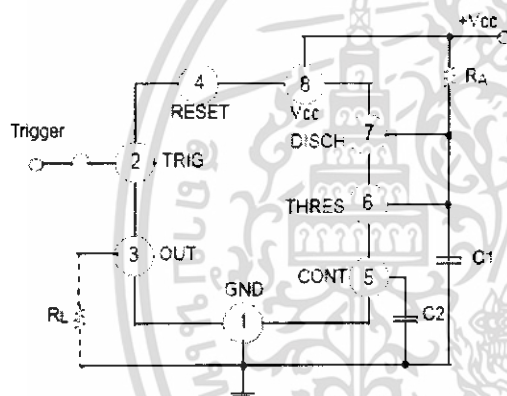 +Vcc
4
8
RA
RESET
Vcc
7
DISCH
Trigger
2
TRIG
THRES
6
3
OUT
CONT
5
C1
GND
RL
1
C2